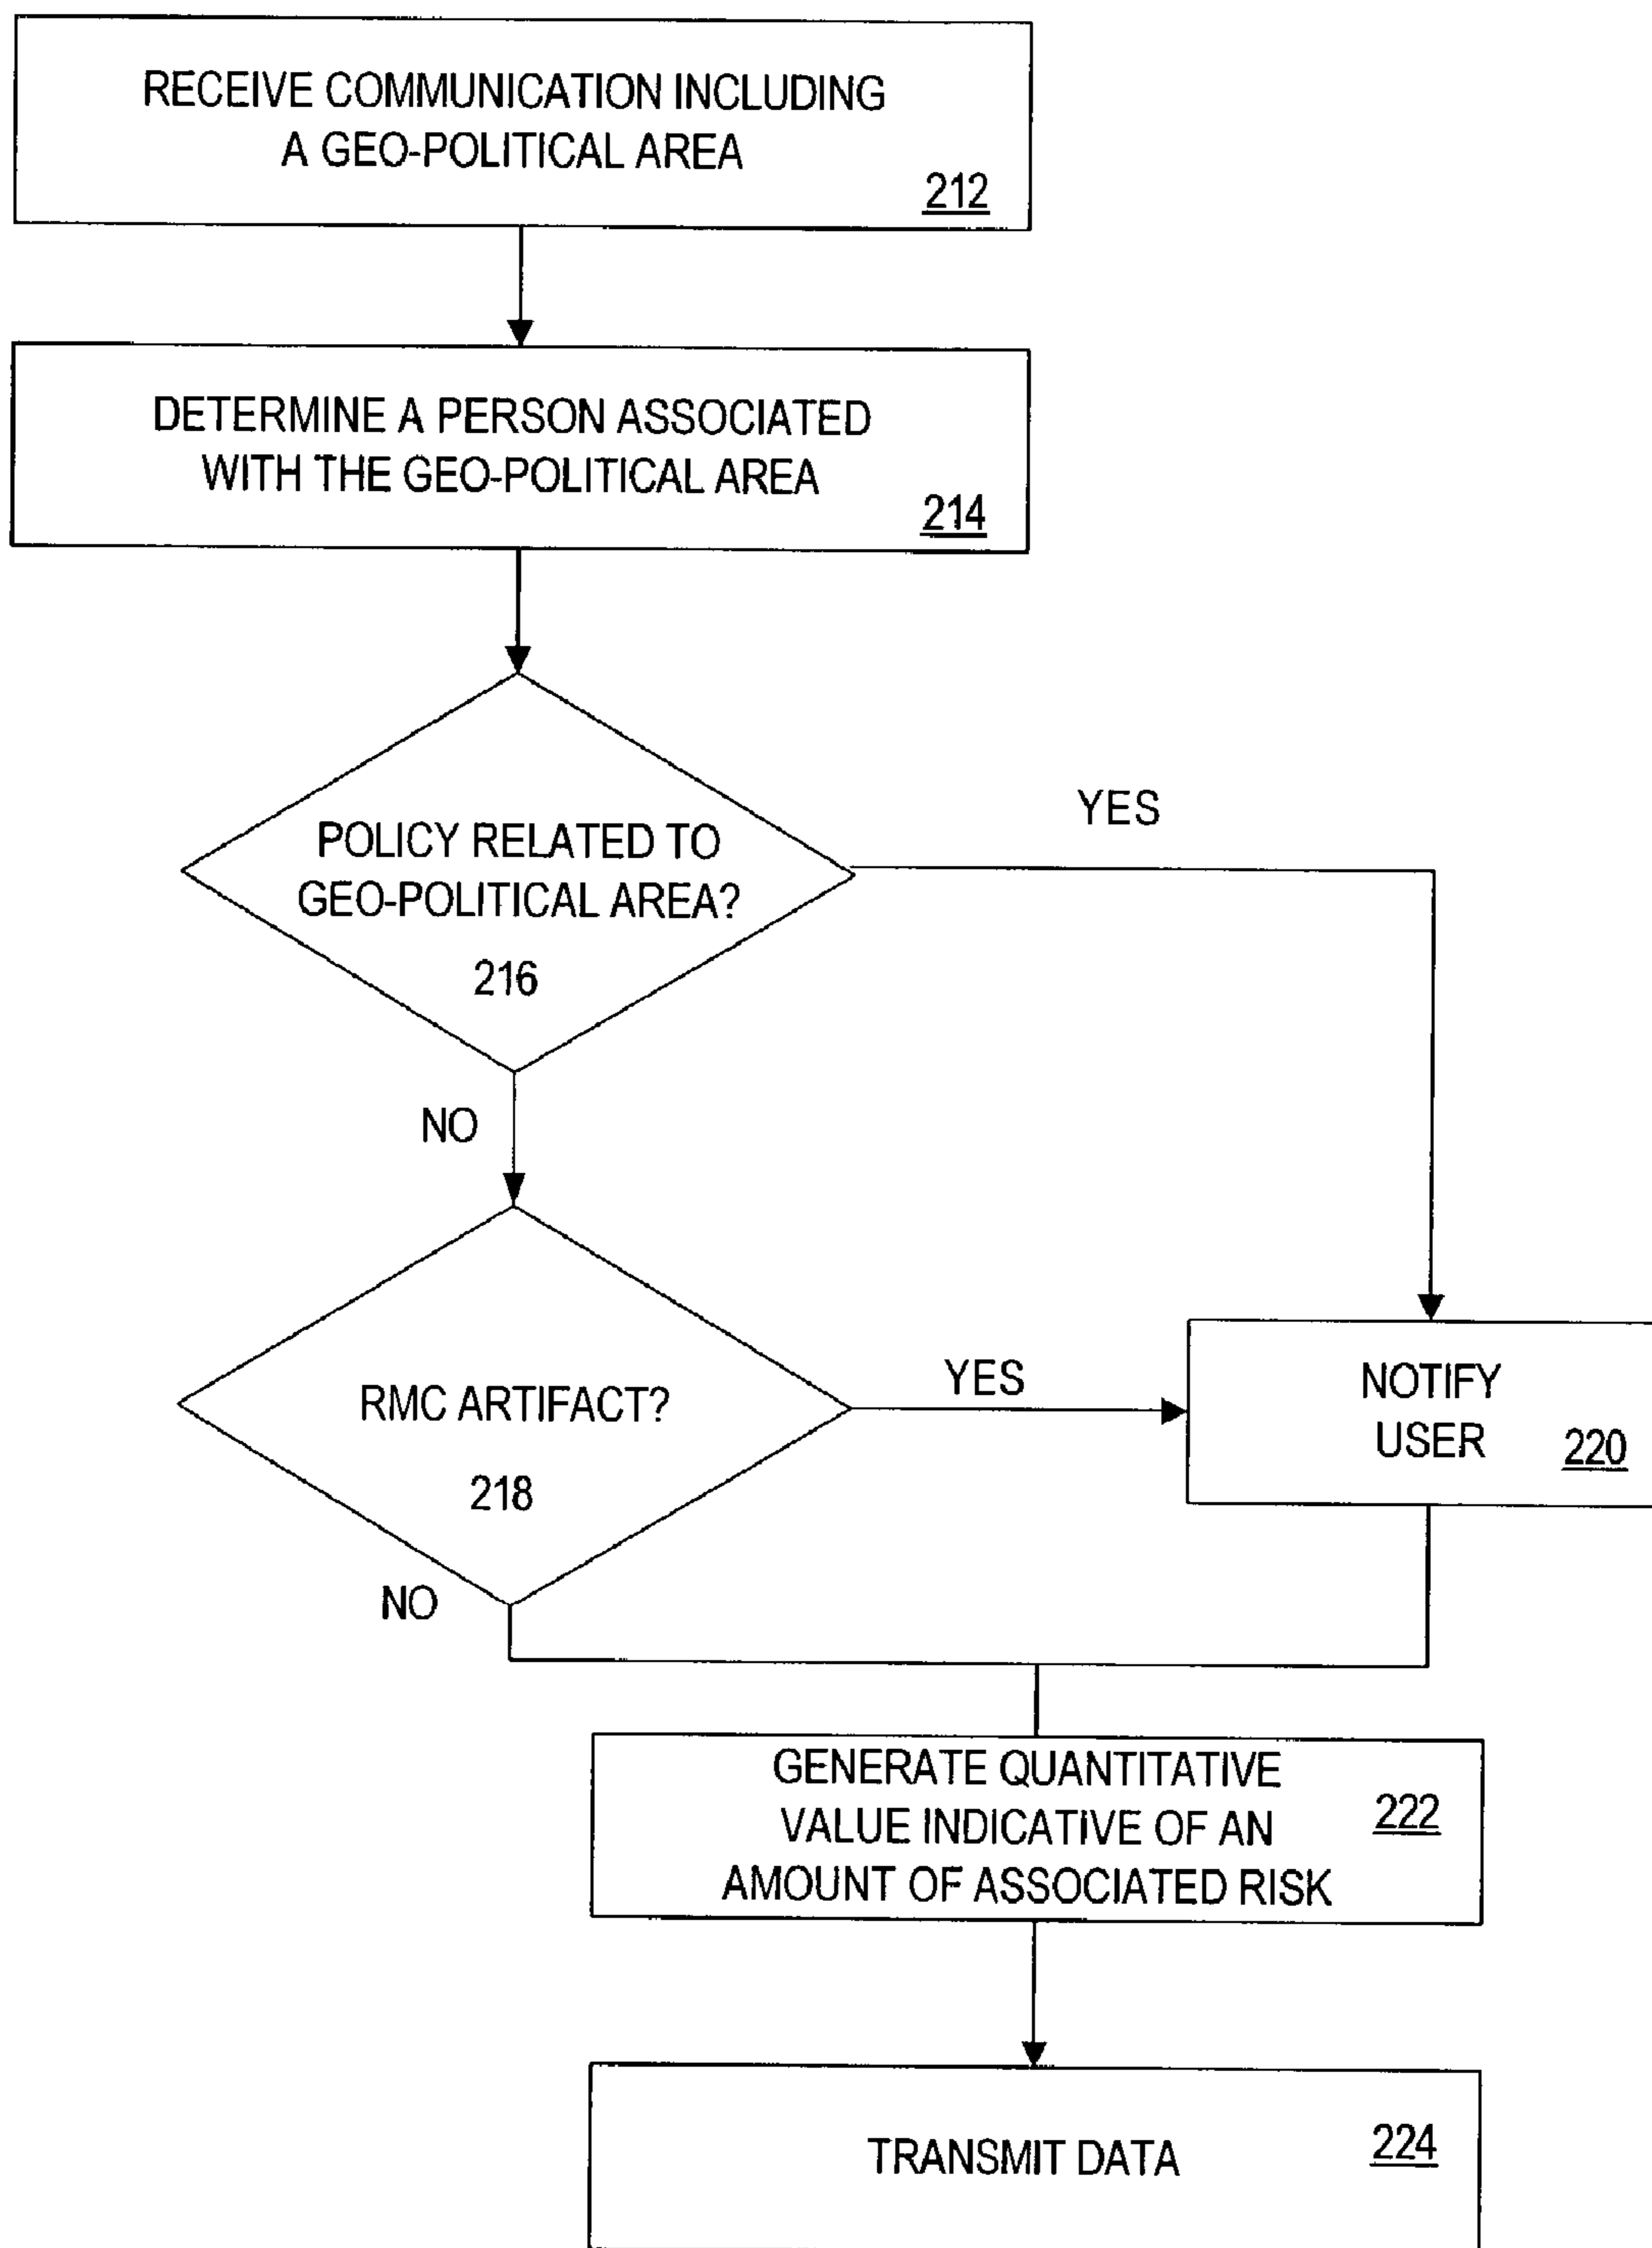 RECEIVE COMMUNICATION INCLUDING
A GEO-POLITICAL AREA
212
DETERMINE A PERSON ASSOCIATED
WITH THE GEO-POLITICAL AREA
214
POLICY RELATED TO
GEO-POLITICAL AREA?
216
YES
NO
RMC ARTIFACT?
218
YES
NO
NOTIFY
USER
220
GENERATE QUANTITATIVE
VALUE INDICATIVE OF AN
AMOUNT OF ASSOCIATED RISK
222
TRANSMIT DATA
224